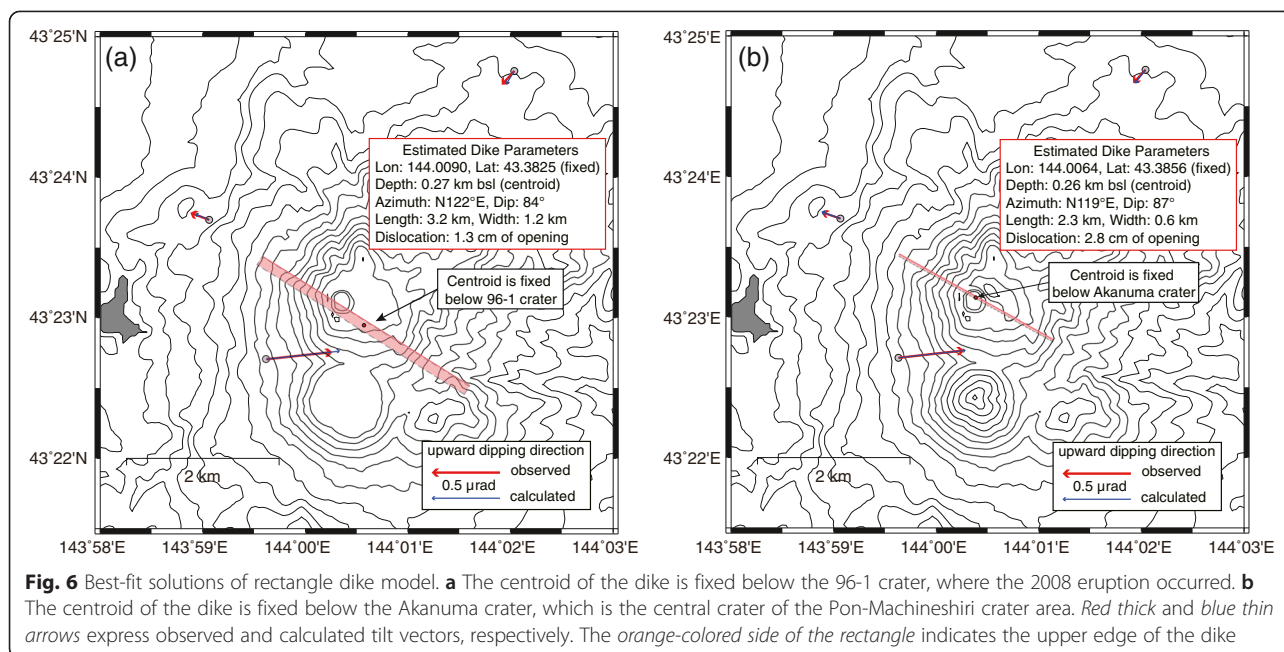 (a)
43°25'N
43°24'N
43°23'N
43°22'N
Estimated Dike Parameters
Lon: 144.0090, Lat: 43.3825 (fixed)
Depth: 0.27 km bsl (centroid)
Azimuth: N122°E, Dip: 84°
Length: 3.2 km, Width: 1.2 km
Dislocation: 1.3 cm of opening
Centroid is fixed
below 96-1 crater
upward dipping direction
observed
0.5 μrad
calculated
2 km
143°58'E 143°59'E 144°00'E 144°01'E 144°02'E 144°03'E
(b)
43°25'E
43°24'E
43°23'E
43°22'E
Estimated Dike Parameters
Lon: 144.0064, Lat: 43.3856 (fixed)
Depth: 0.26 km bsl (centroid)
Azimuth: N119°E, Dip: 87°
Length: 2.3 km, Width: 0.6 km
Dislocation: 2.8 cm of opening
Centroid is fixed
below Akanuma crater
upward dipping direction
observed
0.5 μrad
calculated
2 km
143°58'E 143°59'E 144°00'E 144°01'E 144°02'E 144°03'E
Fig. 6 Best-fit solutions of rectangle dike model. a The centroid of the dike is fixed below the 96-1 crater, where the 2008 eruption occurred. b
The centroid of the dike is fixed below the Akanuma crater, which is the central crater of the Pon-Machineshiri crater area. Red thick and blue thin
arrows express observed and calculated tilt vectors, respectively. The orange-colored side of the rectangle indicates the upper edge of the dike